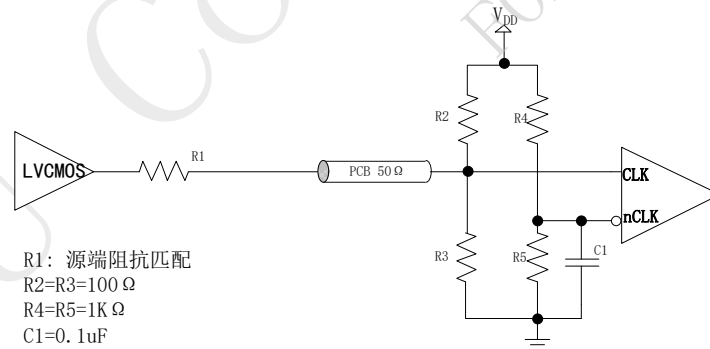 V_DD
R2
R4
LVCMOS
R1
PCB 50Ω
CLK
nCLK
R3
R5
C1
R1: 源端阻抗匹配
R2=R3=100Ω
R4=R5=1KΩ
C1=0.1uF